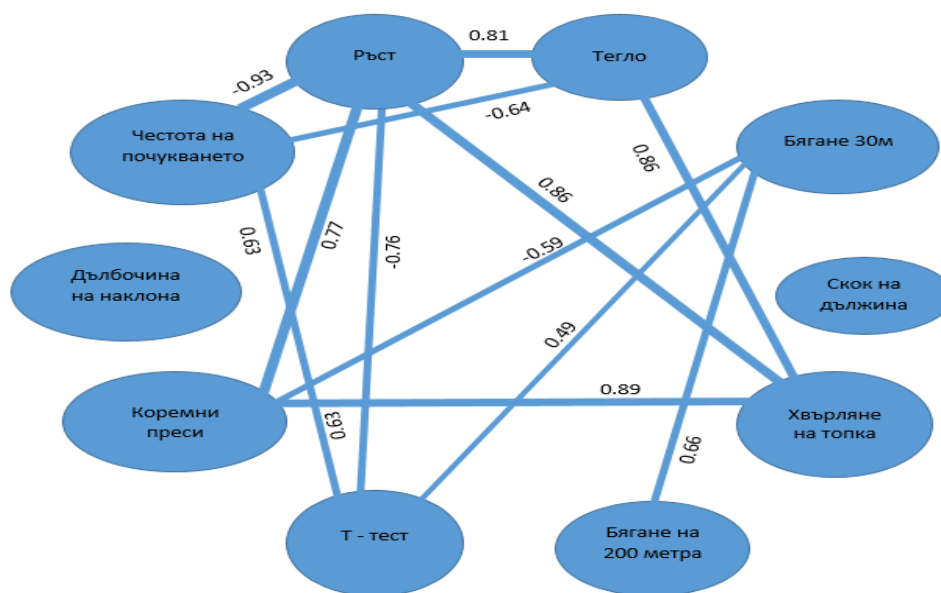 0.81
Ръст
Тегло
-0.93
-0.64
Честота на
почукването
Бягане 30м
0.86
0.86
0.63
0.77
-0.76
-0.59
Дълбочина
на наклона
Скок на
дължина
0.49
0.89
Коремни
преси
Хвърляне
на топка
0.63
0.66
Т - тест
Бягане на
200 метра